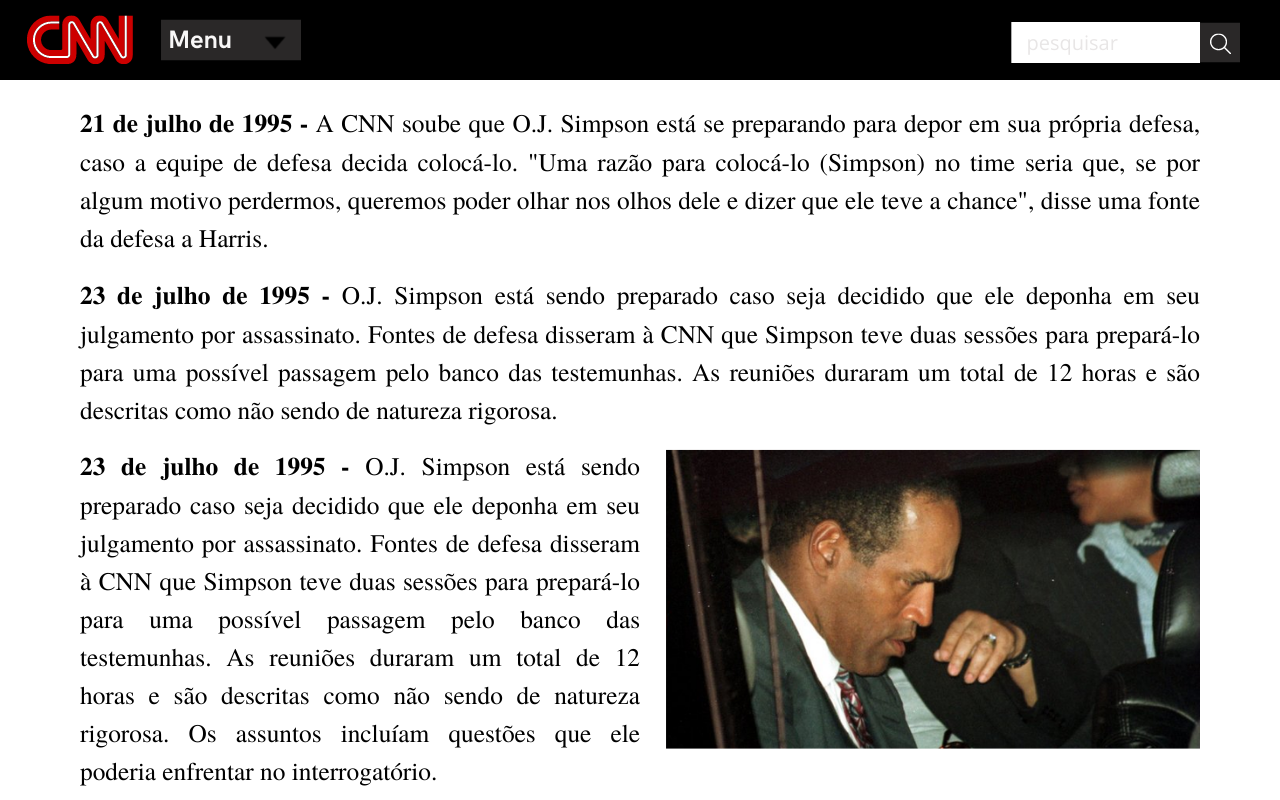 CNN
Menu
pesquisar
21 de julho de 1995 - A CNN soube que O.J. Simpson está se preparando para depor em sua própria defesa,
caso a equipe de defesa decida colocá-lo. "Uma razão para colocá-lo (Simpson) no time seria que, se por
algum motivo perdermos, queremos poder olhar nos olhos dele e dizer que ele teve a chance", disse uma fonte
da defesa a Harris.
23 de julho de 1995 - O.J. Simpson está sendo preparado caso seja decidido que ele deponha em seu
julgamento por assassinato. Fontes de defesa disseram à CNN que Simpson teve duas sessões para prepará-lo
para uma possível passagem pelo banco das testemunhas. As reuniões duraram um total de 12 horas e são
descritas como não sendo de natureza rigorosa.
23 de julho de 1995 - O.J. Simpson está sendo
preparado caso seja decidido que ele deponha em seu
julgamento por assassinato. Fontes de defesa disseram
à CNN que Simpson teve duas sessões para prepará-lo
para uma possível passagem pelo banco das
testemunhas. As reuniões duraram um total de 12
horas e são descritas como não sendo de natureza
rigorosa. Os assuntos incluíam questões que ele
poderia enfrentar no interrogatório.